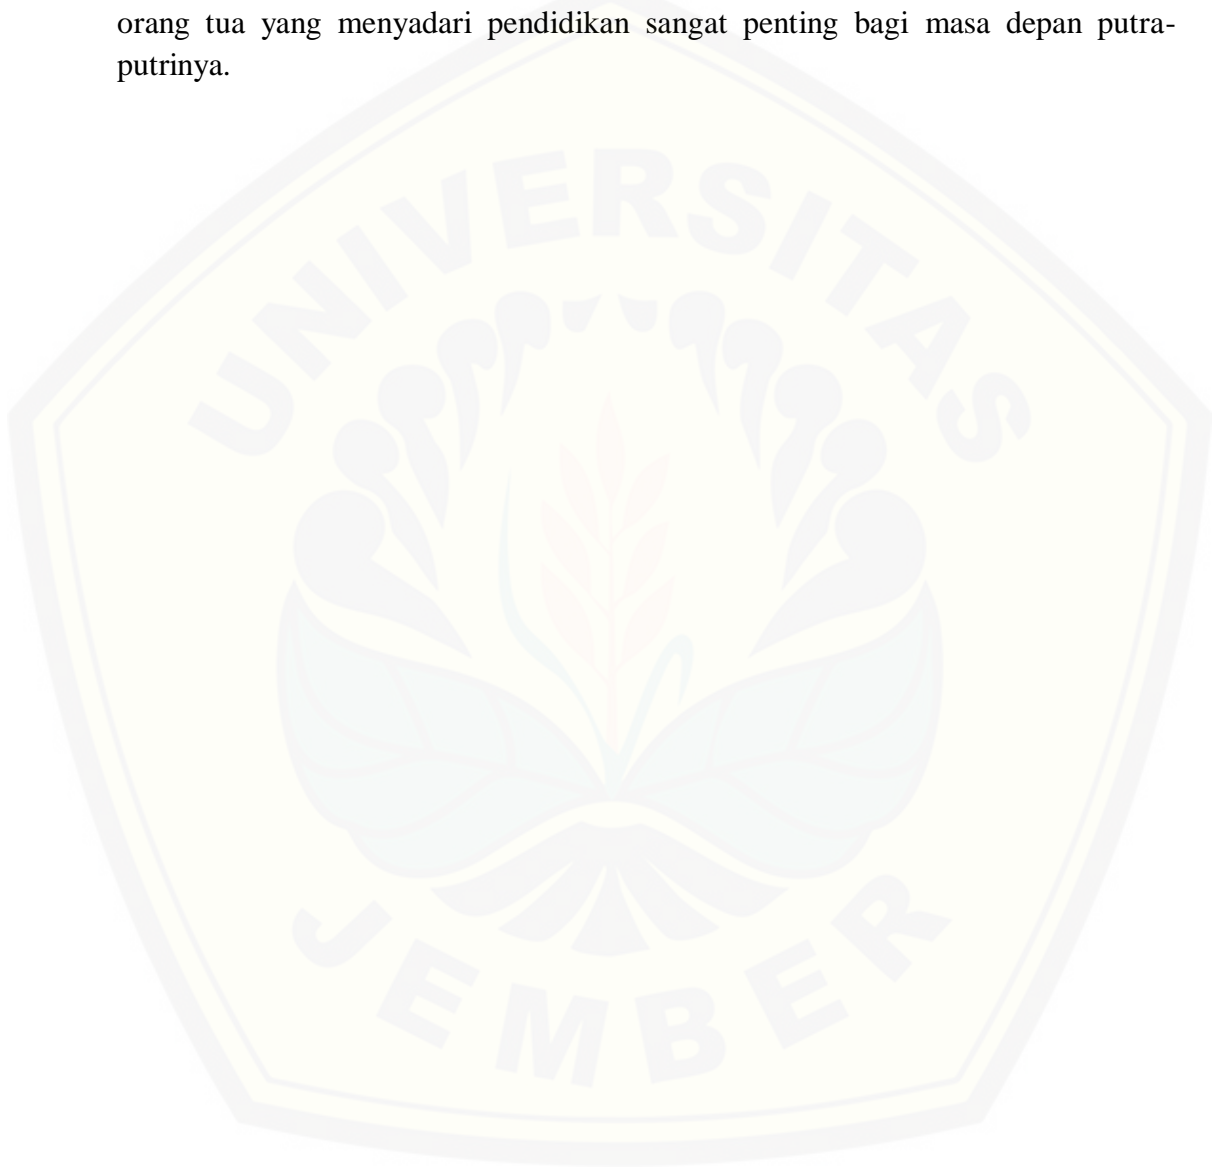 orang tua yang menyadari pendidikan sangat penting bagi masa depan putra-
putrinya.
UNIVERSITAS
JEMBER